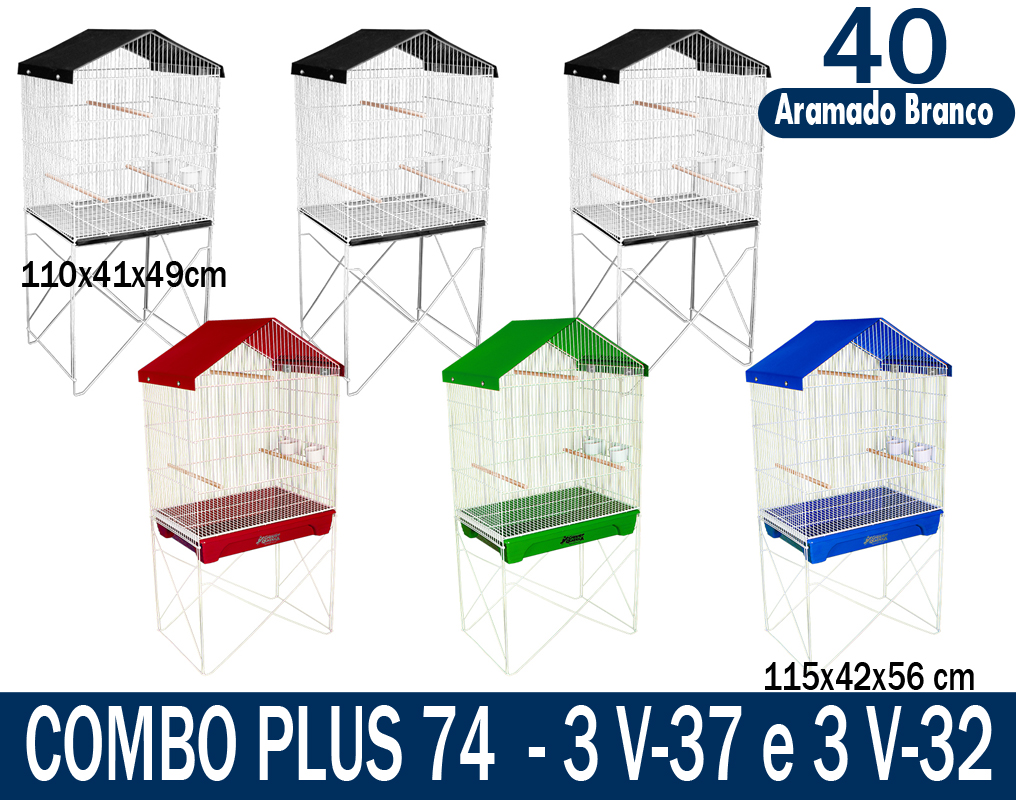 40
Aramado Branco
110x41x49cm
115x42x56 cm
COMBO PLUS 74 - 3 V-37 e 3 V-32